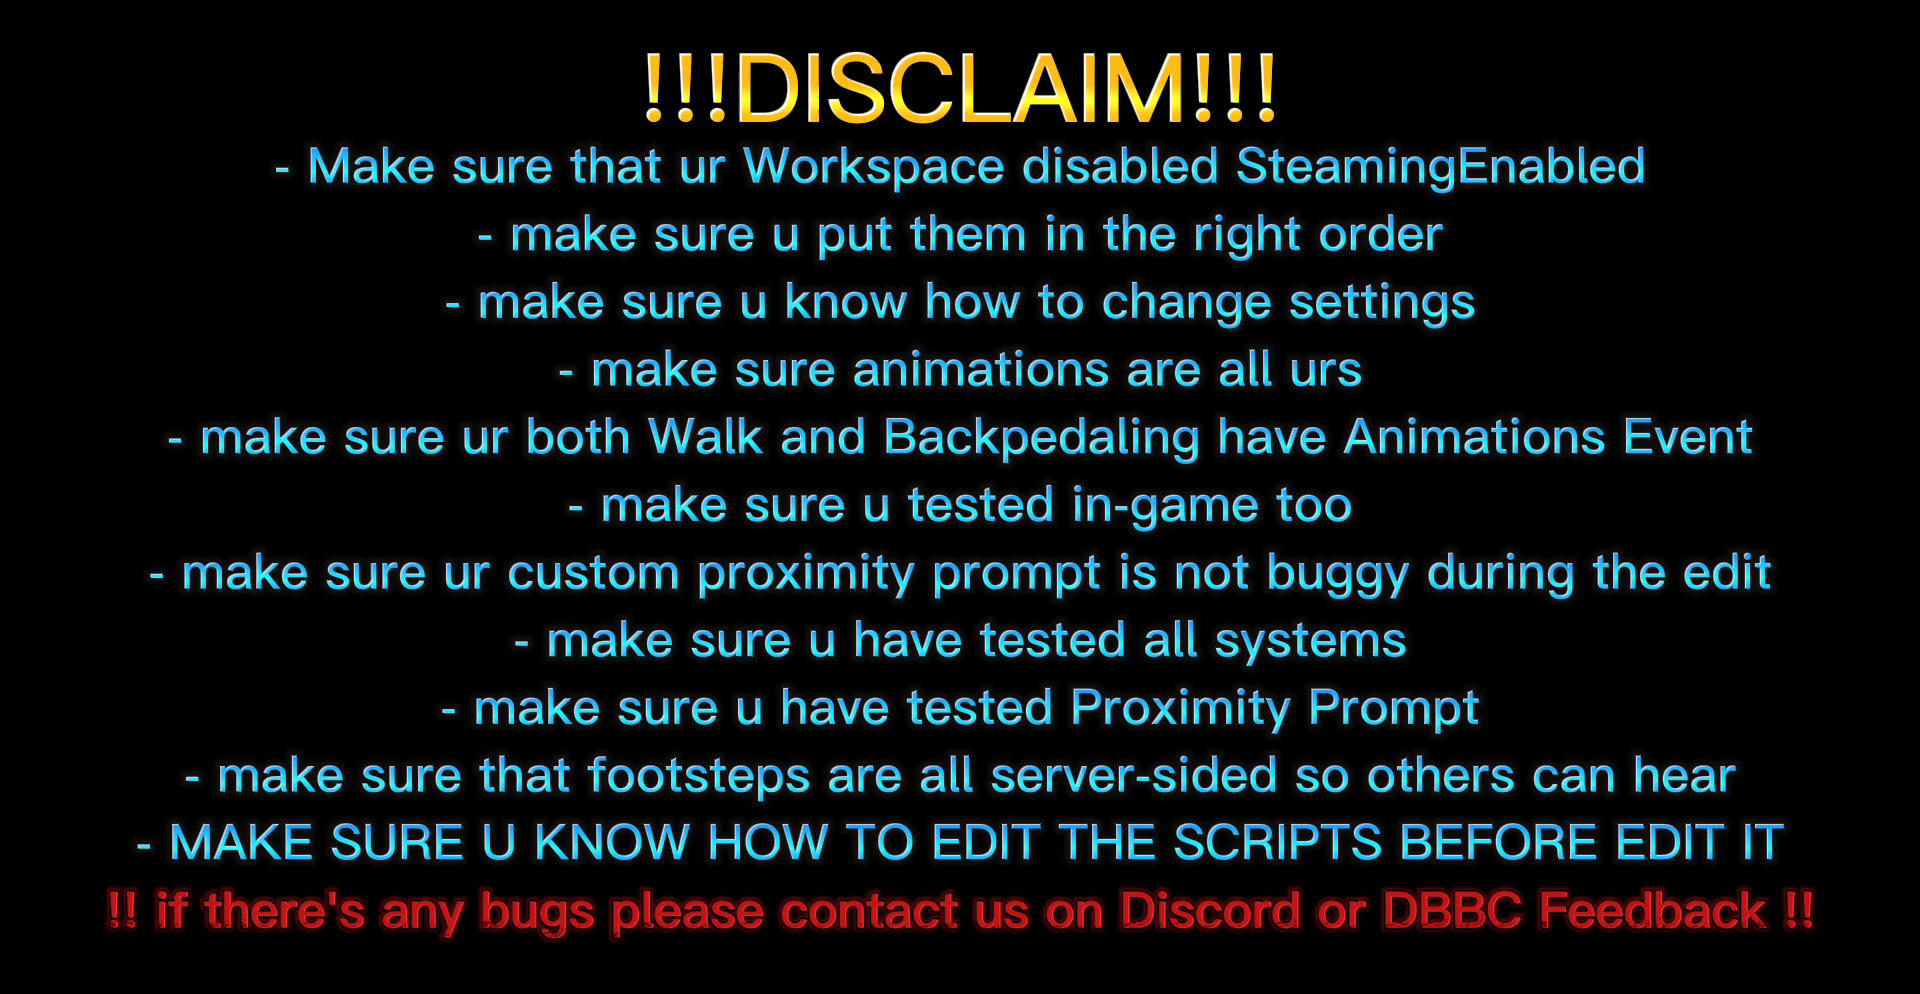 !!!DISCLAIM!!!
- Make sure that ur Workspace disabled SteamingEnabled
- make sure u put them in the right order
- make sure u know how to change settings
- make sure animations are all urs
- make sure ur both Walk and Backpedaling have Animations Event
- make sure u tested in-game too
- make sure ur custom proximity prompt is not buggy during the edit
- make sure u have tested all systems
- make sure u have tested Proximity Prompt
- make sure that footsteps are all server-sided so others can hear
- MAKE SURE U KNOW HOW TO EDIT THE SCRIPTS BEFORE EDIT IT
!! if there's any bugs please contact us on Discord or DBBC Feedback !!